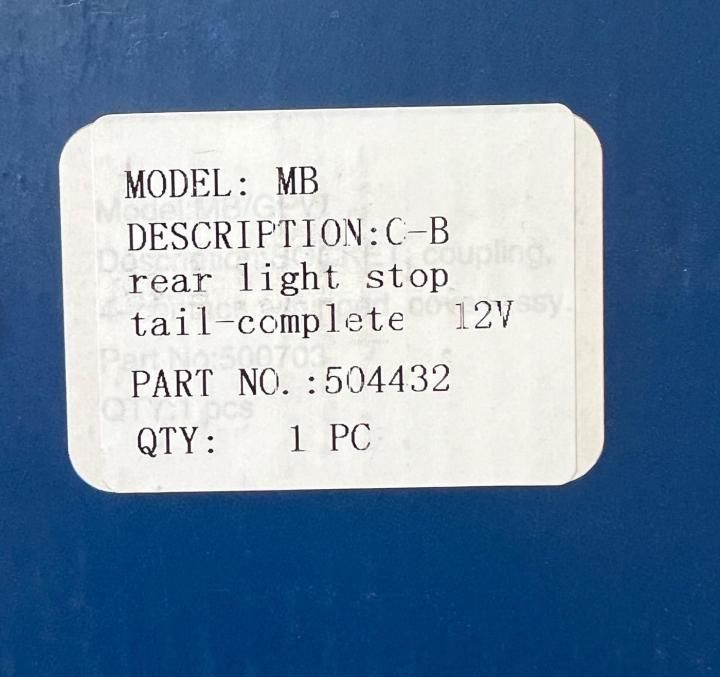 MODEL: MB
DESCRIPTION:C-B
rear light stop
tail-complete 12V
PART NO.:504432
QTY: 1 PC